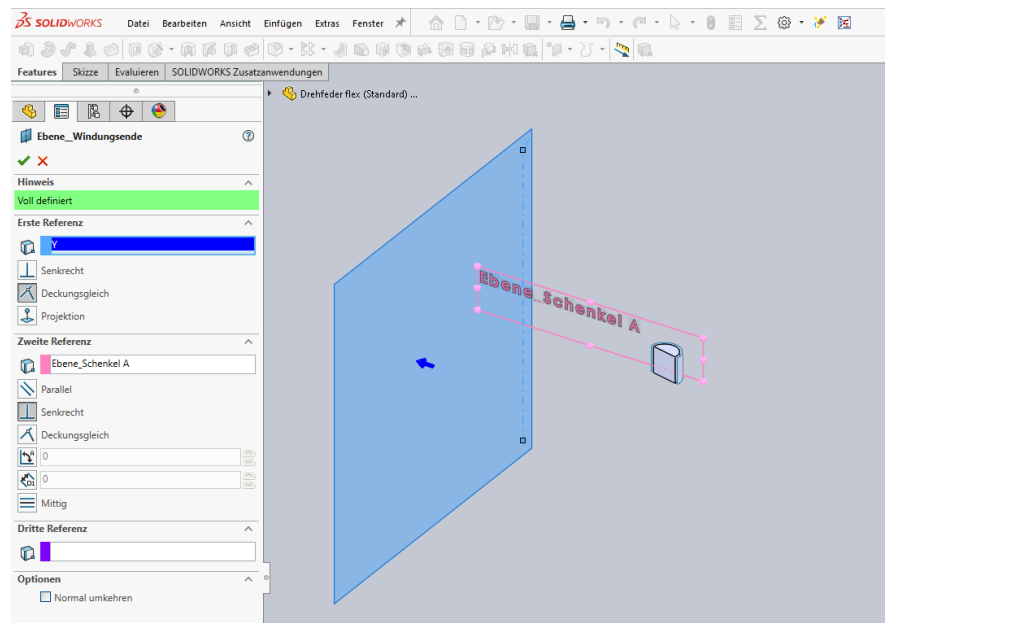 SOLIDWORKS Datei Bearbeiten Ansicht Einfügen Extras Fenster
Features Skizze Evaluieren SOLIDWORKS Zusatzanwendungen
Drehfeder flex (Standard) ...
Ebene__Windungsende
Hinweis
Voll definiert
Erste Referenz
Y
Senkrecht
Deckungsgleich
Projektion
Zweite Referenz
Ebene_Schenkel A
Parallel
Senkrecht
Deckungsgleich
0
0
Mittig
Dritte Referenz
Optionen
Normal umkehren
Ebene_Schenkel A